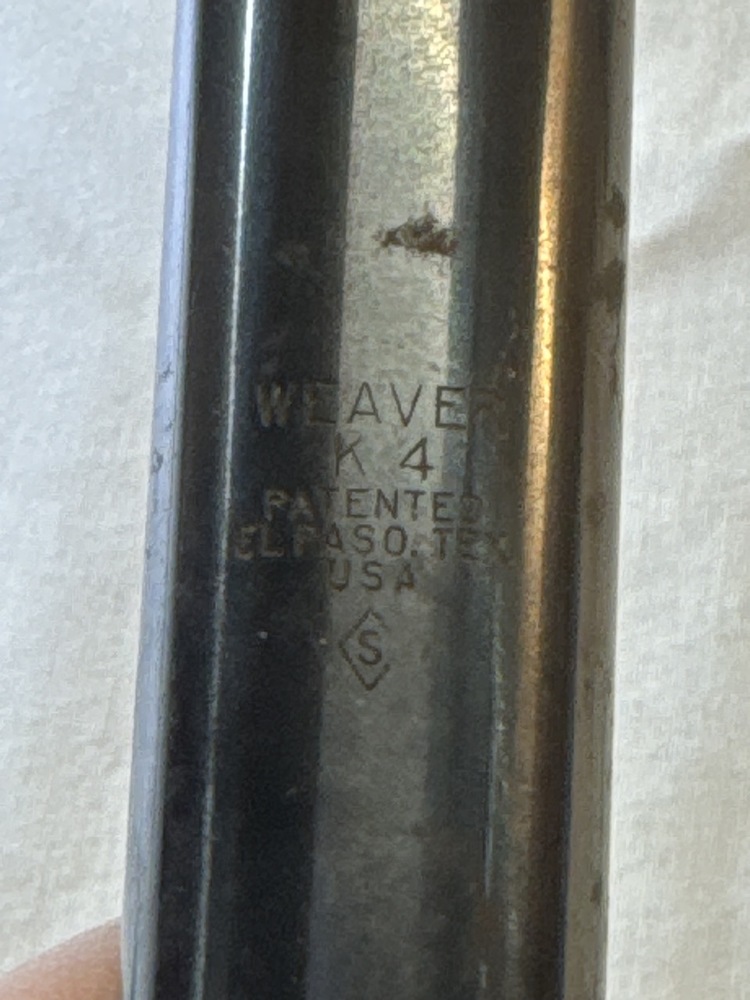 WEAVER
K 4
PATENTED
EL PASO. TEX
USA
S